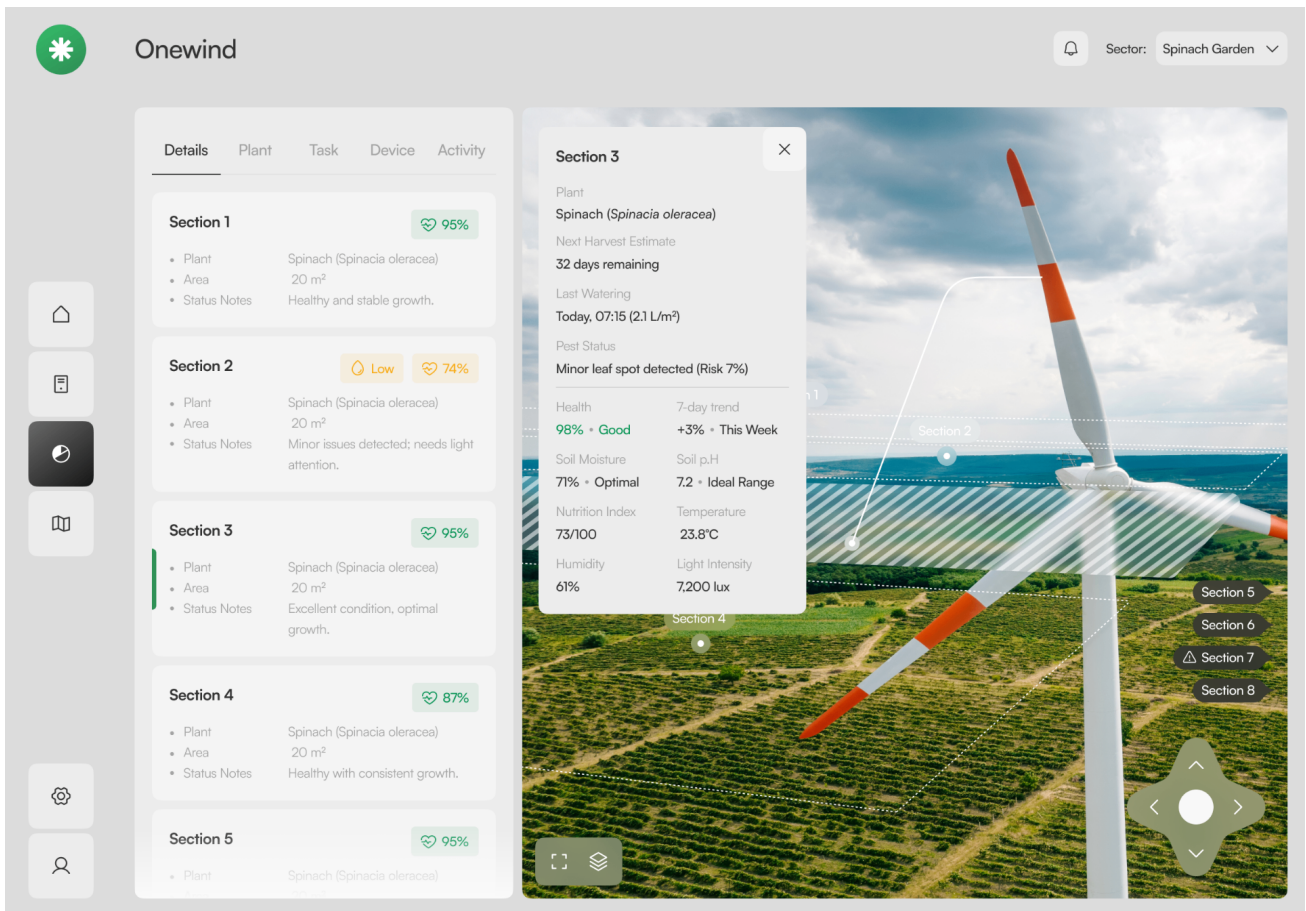 Onewind
Sector: Spinach Garden
Details Plant Task Device Activity
Section 1
95%
• Plant Spinach (Spinacia oleracea)
• Area 20 m²
• Status Notes Healthy and stable growth.
Section 2
Low 74%
• Plant Spinach (Spinacia oleracea)
• Area 20 m²
• Status Notes Minor issues detected; needs light
attention.
Section 3
95%
• Plant Spinach (Spinacia oleracea)
• Area 20 m²
• Status Notes Excellent condition, optimal
growth.
Section 4
87%
• Plant Spinach (Spinacia oleracea)
• Area 20 m²
• Status Notes Healthy with consistent growth.
Section 5
95%
• Plant Spinach (Spinacia oleracea)
Section 3
Plant
Spinach (Spinacia oleracea)
Next Harvest Estimate
32 days remaining
Last Watering
Today, 07:15 (2.1 L/m²)
Pest Status
Minor leaf spot detected (Risk 7%)
Health 7-day trend
98% • Good +3% • This Week
Soil Moisture Soil p.H
71% • Optimal 7.2 • Ideal Range
Nutrition Index Temperature
73/100 23.8°C
Humidity Light Intensity
61% 7,200 lux
1
Section 2
Section 4
Section 5
Section 6
Section 7
Section 8